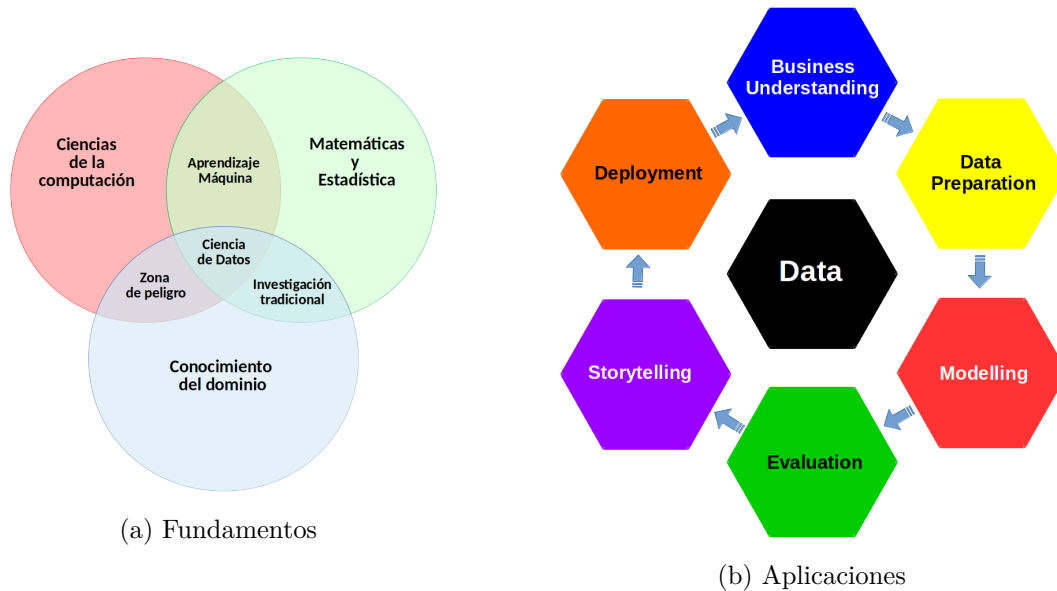 Ciencias
de la
computación
Aprendizaje
Máquina
Matemáticas
y
Estadística
Ciencia
de Datos
Zona
de peligro
Investigación
tradicional
Conocimiento
del dominio
(a) Fundamentos
Business
Understanding
Data
Preparation
Modelling
Evaluation
Storytelling
Deployment
Data
(b) Aplicaciones